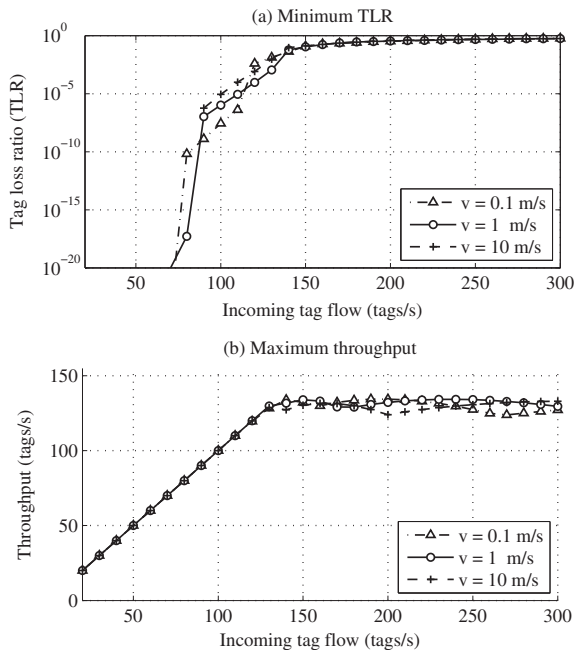 (a) Minimum TLR
10^0
10^-5
10^-10
10^-15
10^-20
Tag loss ratio (TLR)
v = 0.1 m/s
v = 1 m/s
v = 10 m/s
50 100 150 200 250 300
Incoming tag flow (tags/s)
(b) Maximum throughput
150
100
50
0
Throughput (tags/s)
v = 0.1 m/s
v = 1 m/s
v = 10 m/s
50 100 150 200 250 300
Incoming tag flow (tags/s)